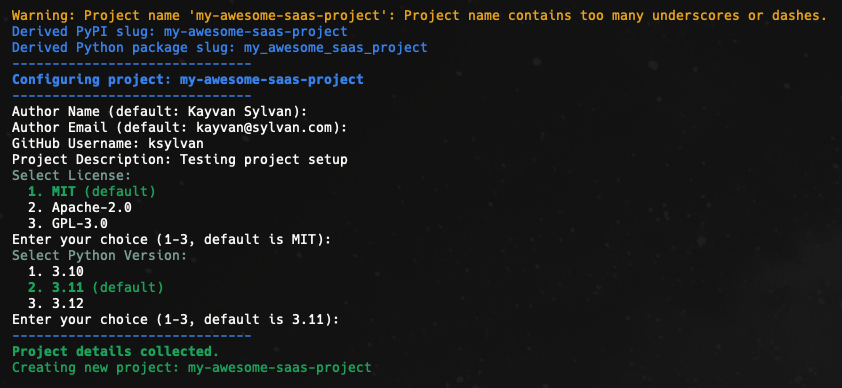 Warning: Project name 'my-awesome-saas-project': Project name contains too many underscores or dashes.
Derived PyPI slug: my-awesome-saas-project
Derived Python package slug: my_awesome_saas_project
------------------------------
Configuring project: my-awesome-saas-project
------------------------------
Author Name (default: Kayvan Sylvan):
Author Email (default: kayvan@sylvan.com):
GitHub Username: ksylvan
Project Description: Testing project setup
Select License:
  1. MIT (default)
  2. Apache-2.0
  3. GPL-3.0
Enter your choice (1-3, default is MIT):
Select Python Version:
  1. 3.10
  2. 3.11 (default)
  3. 3.12
Enter your choice (1-3, default is 3.11):
------------------------------
Project details collected.
Creating new project: my-awesome-saas-project